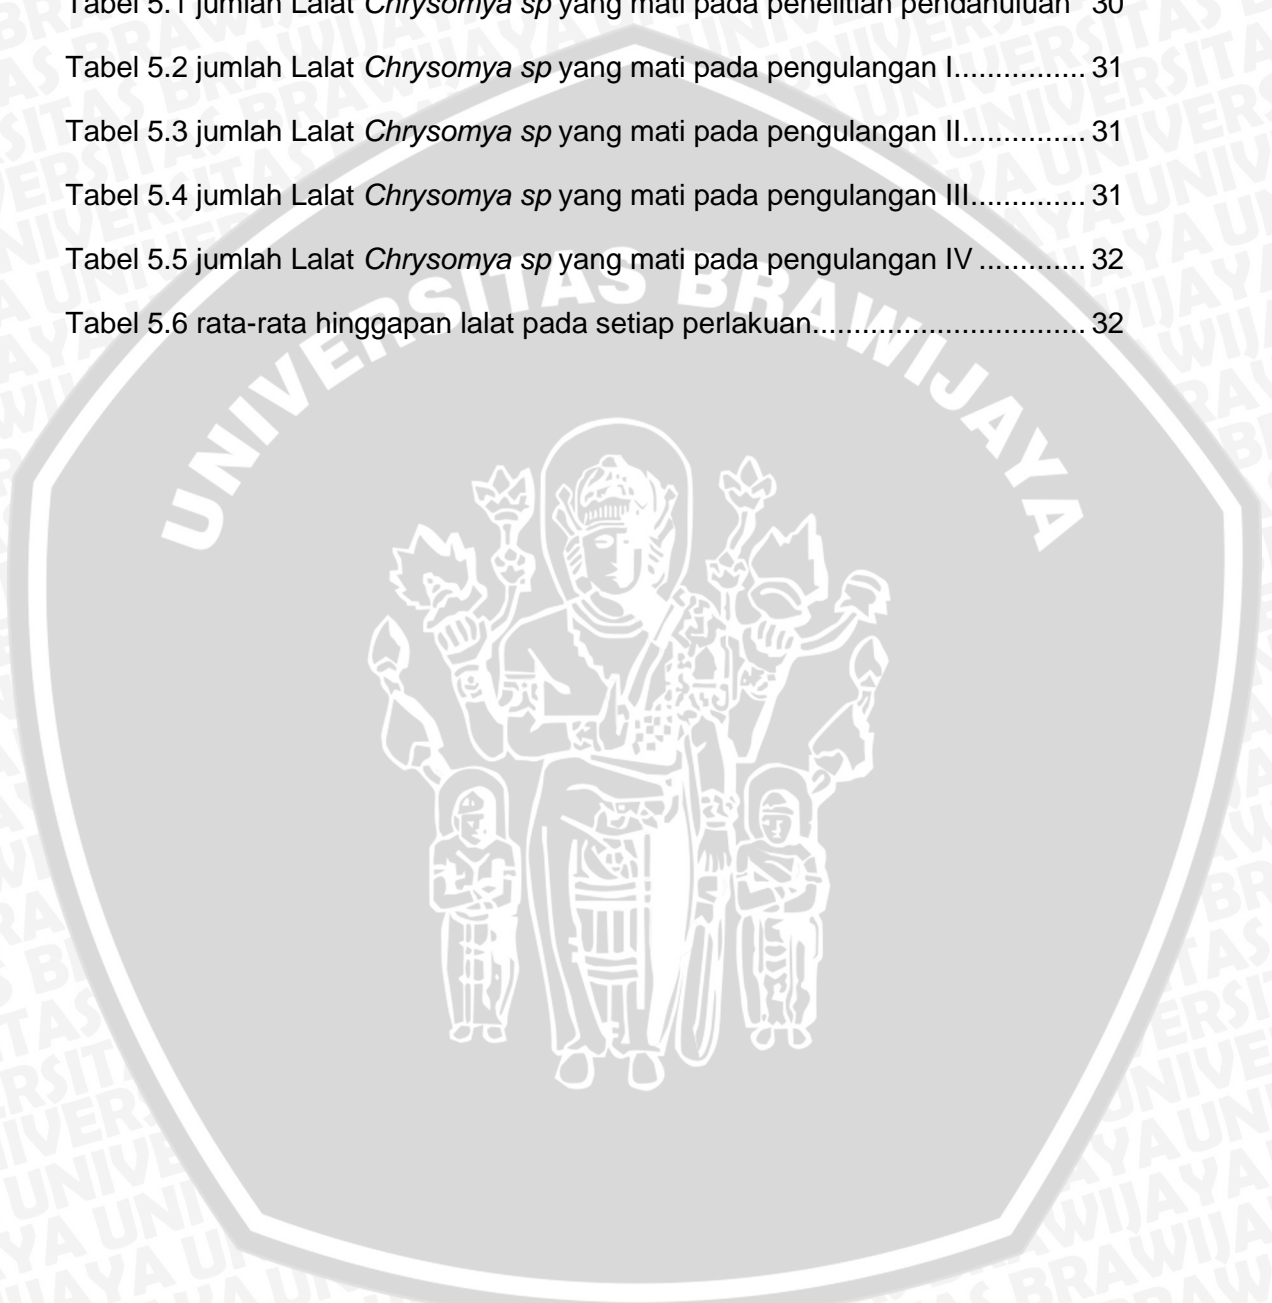 Tabel 5.1 jumlah Lalat Chrysomya sp yang mati pada penelitian pendahuluan 30
Tabel 5.2 jumlah Lalat Chrysomya sp yang mati pada pengulangan I................ 31
Tabel 5.3 jumlah Lalat Chrysomya sp yang mati pada pengulangan II............... 31
Tabel 5.4 jumlah Lalat Chrysomya sp yang mati pada pengulangan III.............. 31
Tabel 5.5 jumlah Lalat Chrysomya sp yang mati pada pengulangan IV ............. 32
Tabel 5.6 rata-rata hinggapan lalat pada setiap perlakuan.................................. 32
UNIVERSITAS BRAWIJAYA